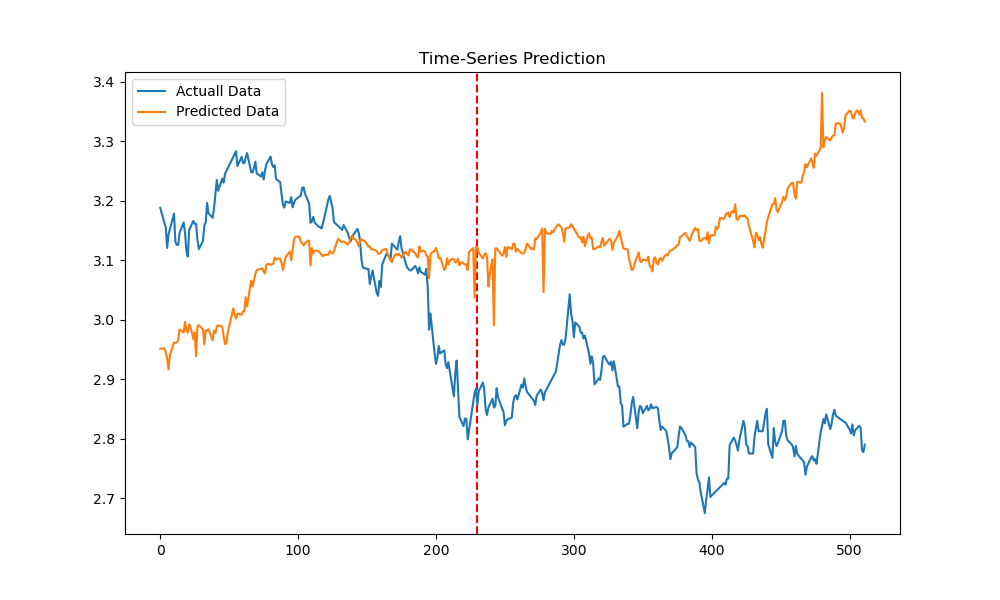 Time-Series Prediction
Actuall Data
Predicted Data
3.4
3.3
3.2
3.1
3.0
2.9
2.8
2.7
0 100 200 300 400 500